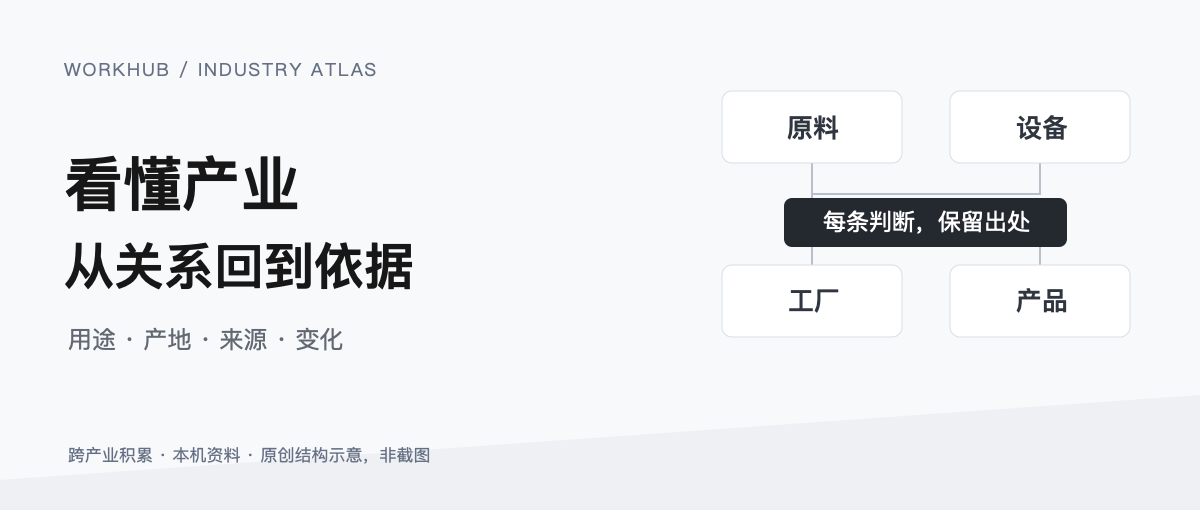 WORKHUB / INDUSTRY ATLAS
看懂产业
从关系回到依据
用途 · 产地 · 来源 · 变化
跨产业积累 · 本机资料 · 原创结构示意，非截图
原料
设备
每条判断，保留出处
工厂
产品